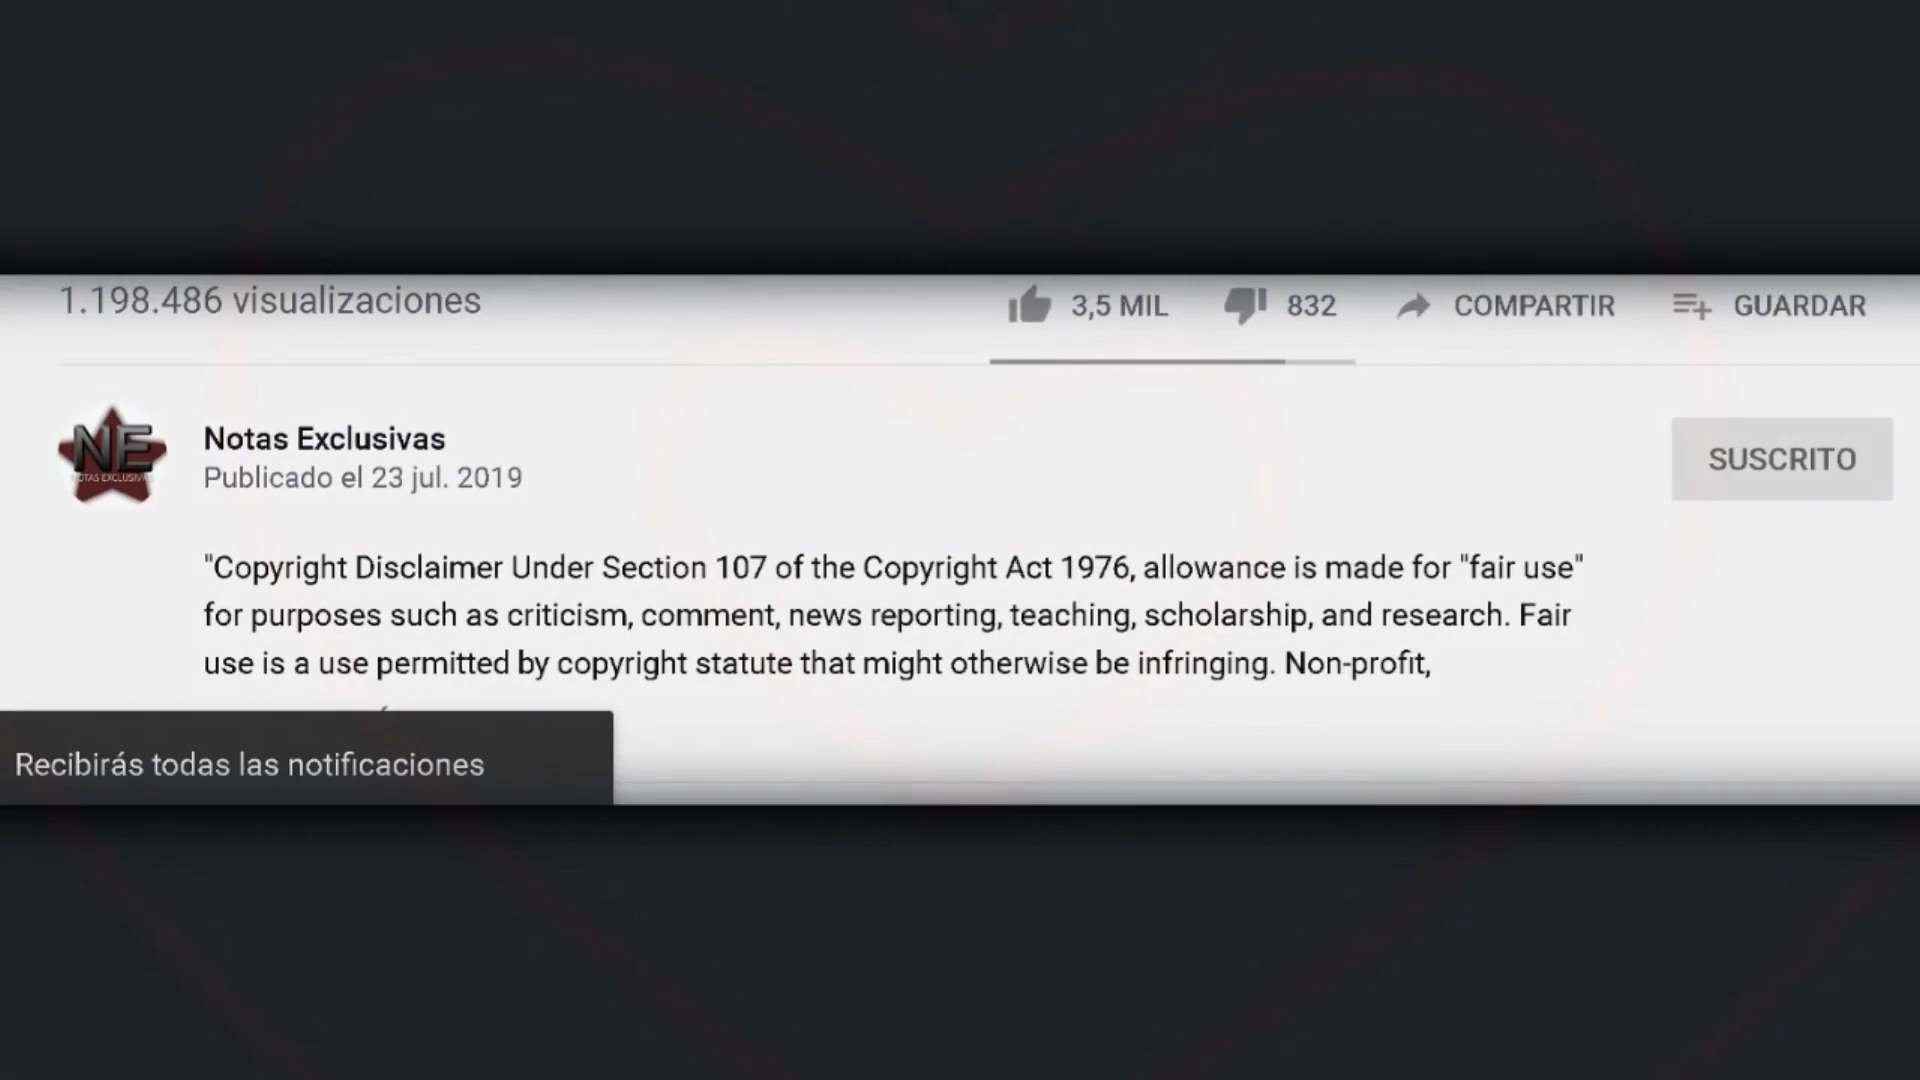 1.198.486 visualizaciones
3,5 MIL
832
COMPARTIR
GUARDAR
NE
NOTAS EXCLUSIVAS
Notas Exclusivas
Publicado el 23 jul. 2019
SUSCRITO
"Copyright Disclaimer Under Section 107 of the Copyright Act 1976, allowance is made for "fair use"
for purposes such as criticism, comment, news reporting, teaching, scholarship, and research. Fair
use is a use permitted by copyright statute that might otherwise be infringing. Non-profit,
Recibirás todas las notificaciones